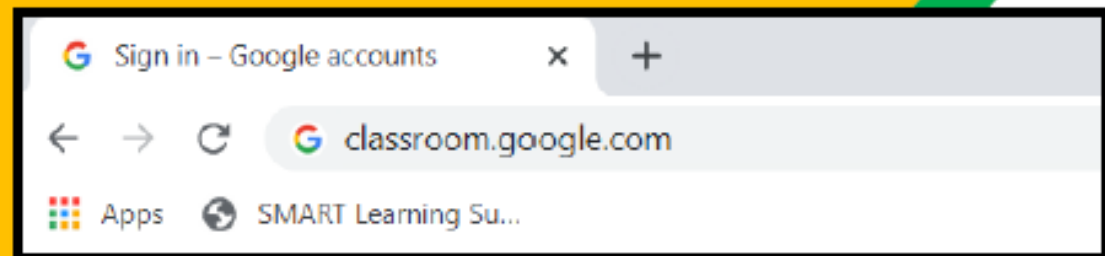 Sign in – Google accounts
classroom.google.com
Apps SMART Learning Su...